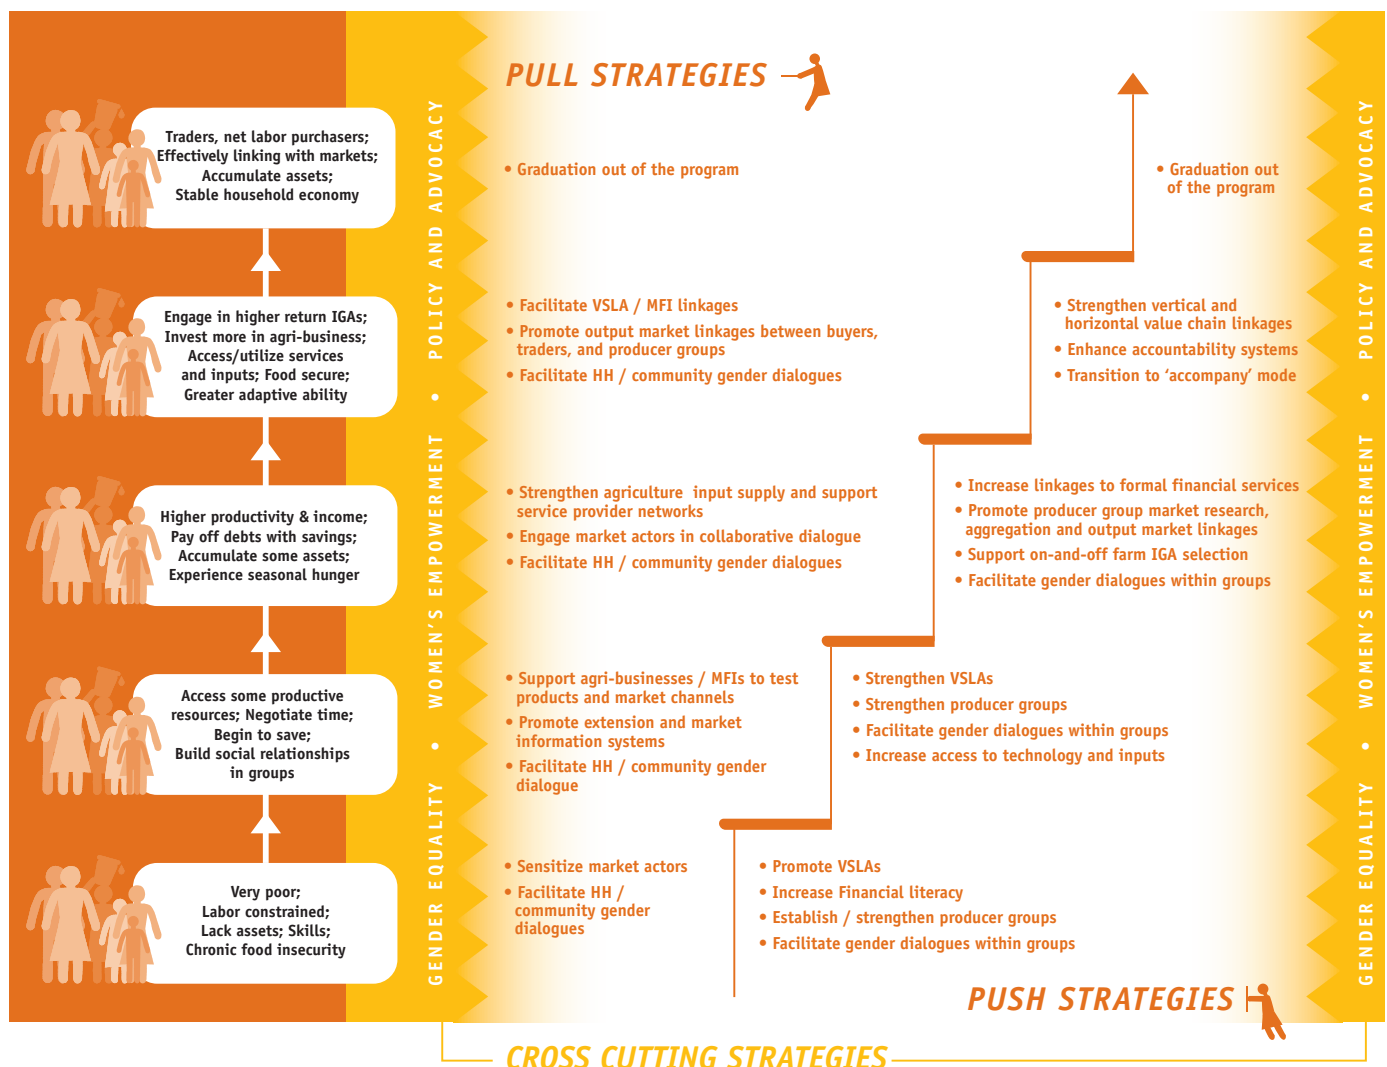 PULL STRATEGIES
Traders, net labor purchasers;
Effectively linking with markets;
Accumulate assets;
Stable household economy
• Graduation out of the program
• Graduation out
of the program
Engage in higher return IGAs;
Invest more in agri-business;
Access/utilize services
and inputs; Food secure;
Greater adaptive ability
• Facilitate VSLA / MFI linkages
• Promote output market linkages between buyers,
traders, and producer groups
• Facilitate HH / community gender dialogues
• Strengthen vertical and
horizontal value chain linkages
• Enhance accountability systems
• Transition to ‘accompany’ mode
Higher productivity & income;
Pay off debts with savings;
Accumulate some assets;
Experience seasonal hunger
• Strengthen agriculture input supply and support
service provider networks
• Engage market actors in collaborative dialogue
• Facilitate HH / community gender dialogues
• Increase linkages to formal financial services
• Promote producer group market research,
aggregation and output market linkages
• Support on-and-off farm IGA selection
• Facilitate gender dialogues within groups
Access some productive
resources; Negotiate time;
Begin to save;
Build social relationships
in groups
• Support agri-businesses / MFIs to test
products and market channels
• Promote extension and market
information systems
• Facilitate HH / community gender
dialogue
• Strengthen VSLAs
• Strengthen producer groups
• Facilitate gender dialogues within groups
• Increase access to technology and inputs
Very poor;
Labor constrained;
Lack assets; Skills;
Chronic food insecurity
• Sensitize market actors
• Facilitate HH /
community gender
dialogues
• Promote VSLAs
• Increase Financial literacy
• Establish / strengthen producer groups
• Facilitate gender dialogues within groups
PUSH STRATEGIES
GENDER EQUALITY • WOMEN’S EMPOWERMENT • POLICY AND ADVOCACY
GENDER EQUALITY • WOMEN’S EMPOWERMENT • POLICY AND ADVOCACY
CROSS CUTTING STRATEGIES